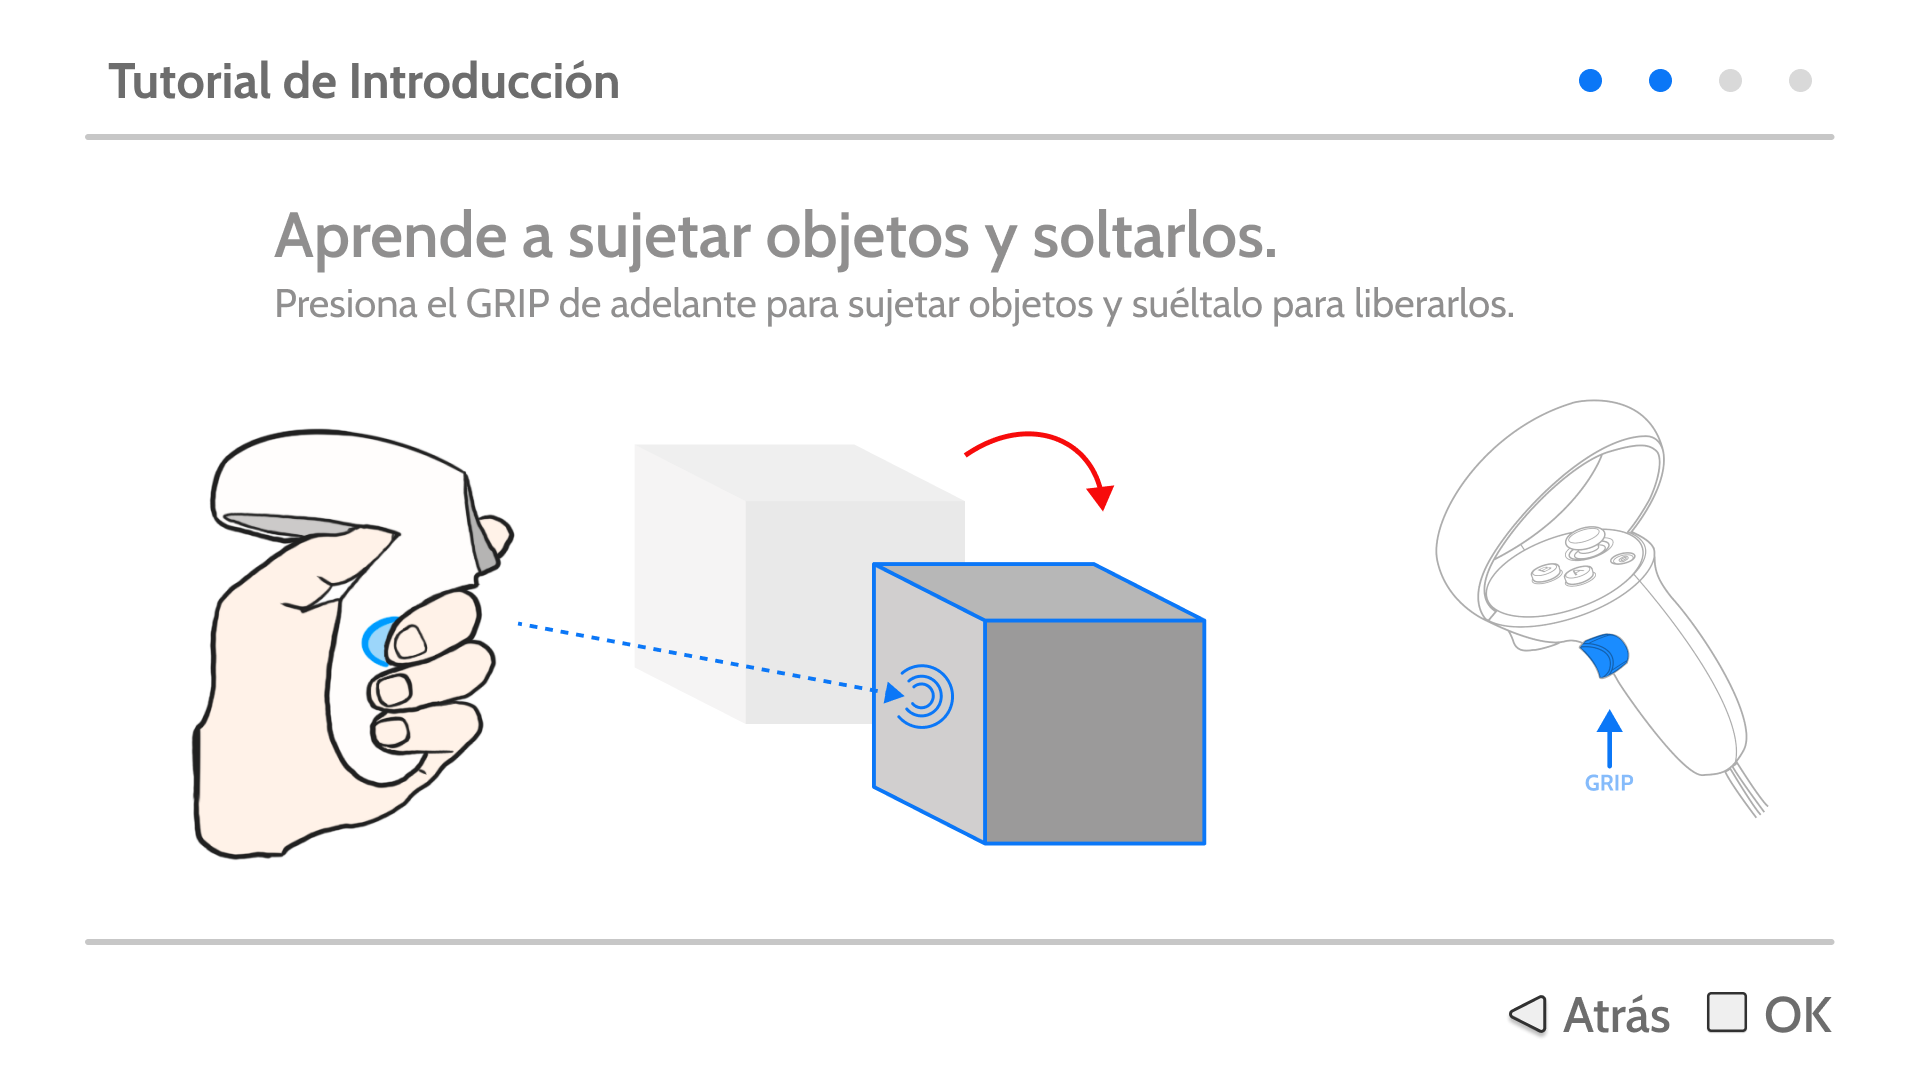 Tutorial de Introducción
Aprende a sujetar objetos y soltarlos.
Presiona el GRIP de adelante para sujetar objetos y suéltalo para liberarlos.
GRIP
Atrás
OK